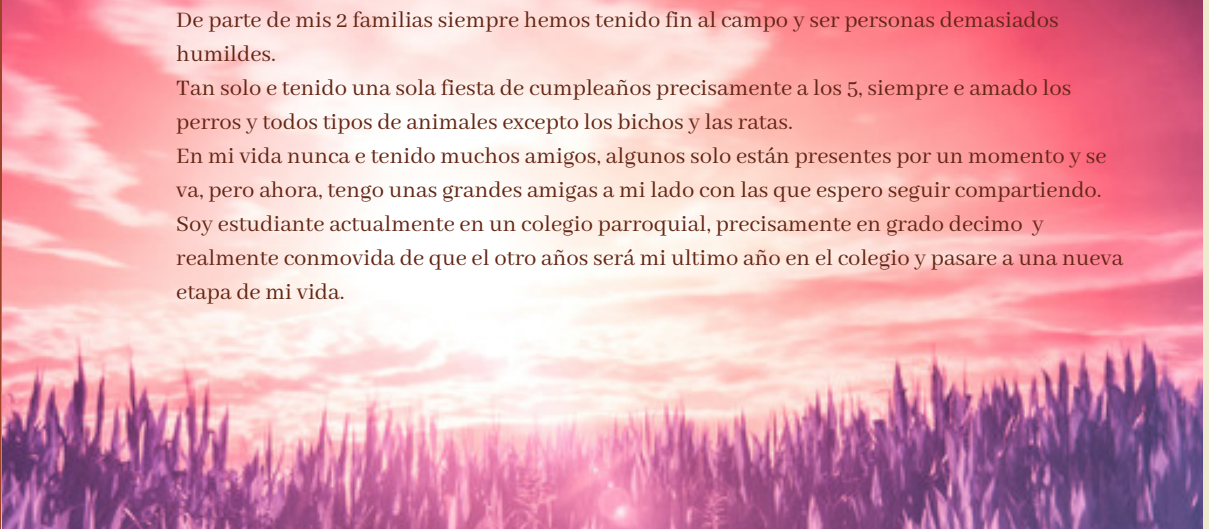 De parte de mis 2 familias siempre hemos tenido fin al campo y ser personas demasiados
humildes.
Tan solo e tenido una sola fiesta de cumpleaños precisamente a los 5, siempre e amado los
perros y todos tipos de animales excepto los bichos y las ratas.
En mi vida nunca e tenido muchos amigos, algunos solo están presentes por un momento y se
va, pero ahora, tengo unas grandes amigas a mi lado con las que espero seguir compartiendo.
Soy estudiante actualmente en un colegio parroquial, precisamente en grado decimo y
realmente conmovida de que el otro años será mi ultimo año en el colegio y pasare a una nueva
etapa de mi vida.